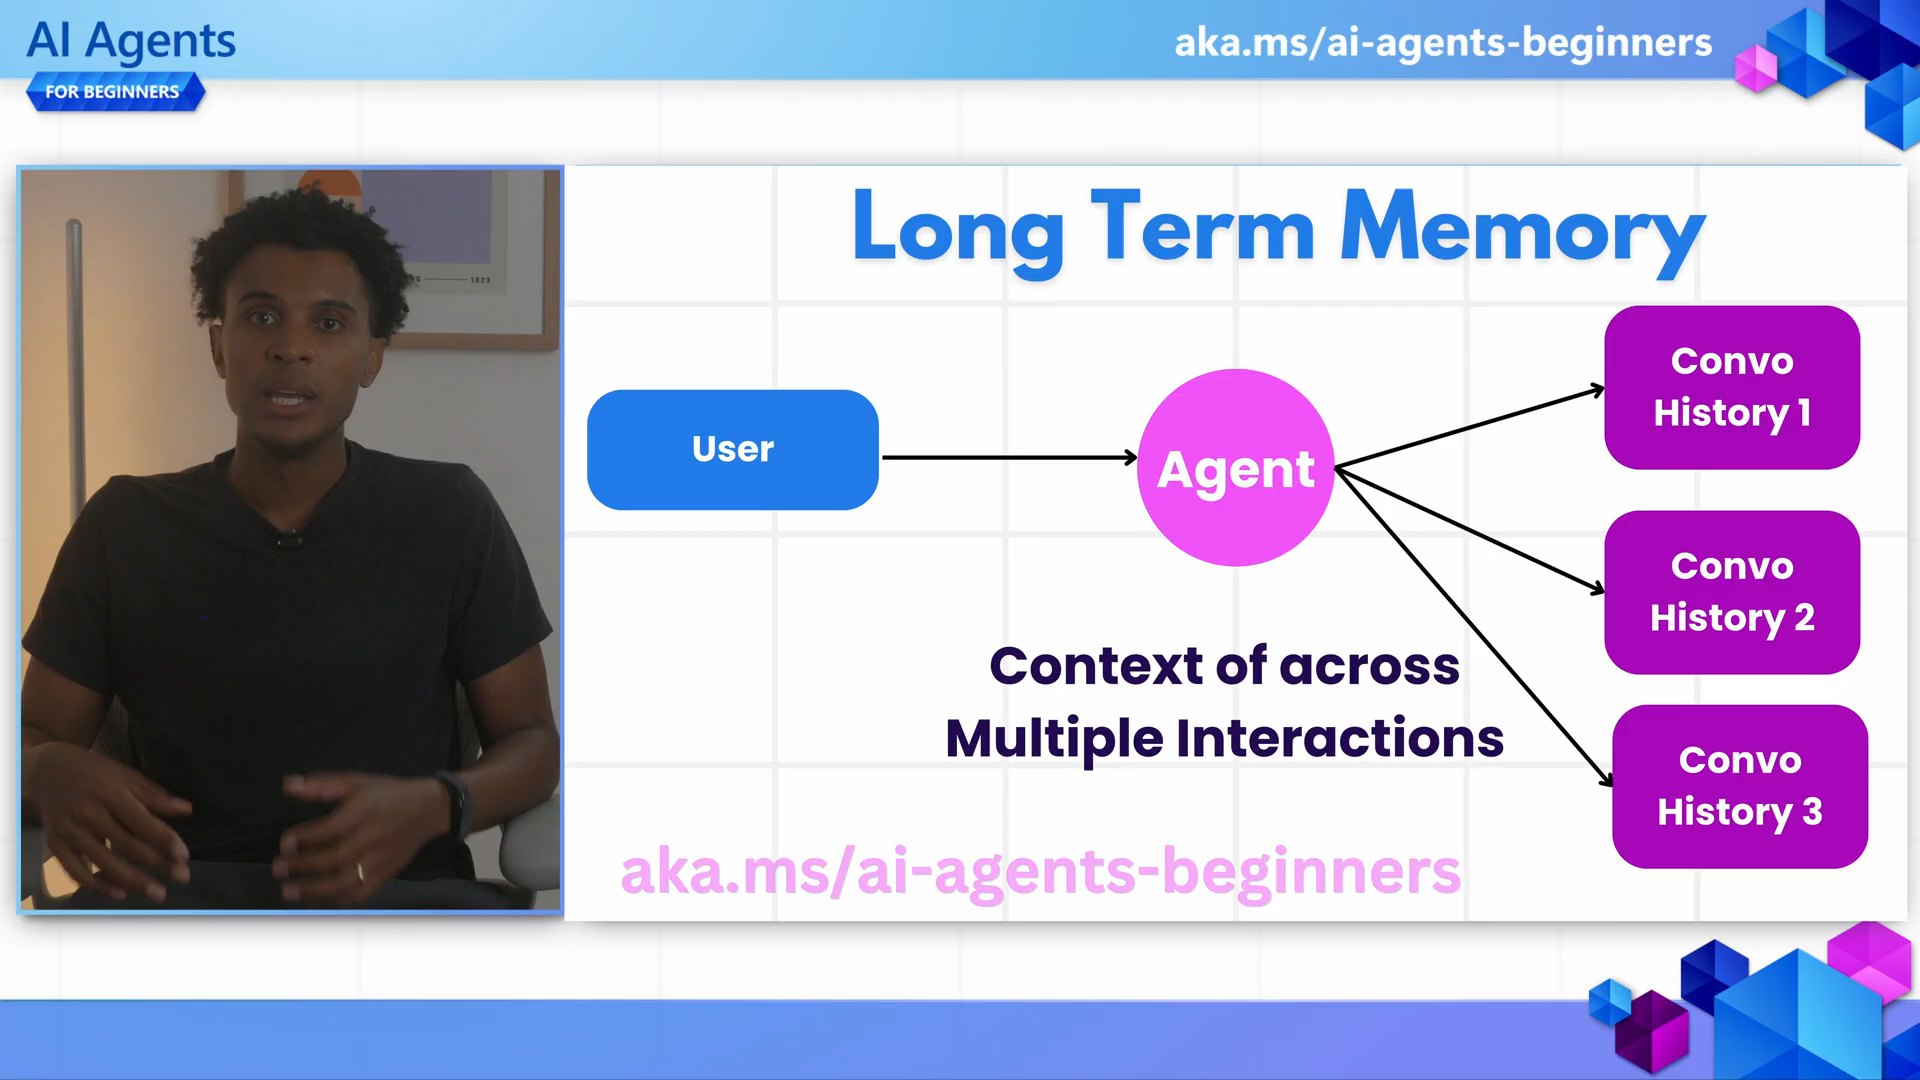 AI Agents
FOR BEGINNERS
aka.ms/ai-agents-beginners
1923
Long Term Memory
User
Agent
Convo
History 1
Convo
History 2
Convo
History 3
Context of across
Multiple Interactions
aka.ms/ai-agents-beginners